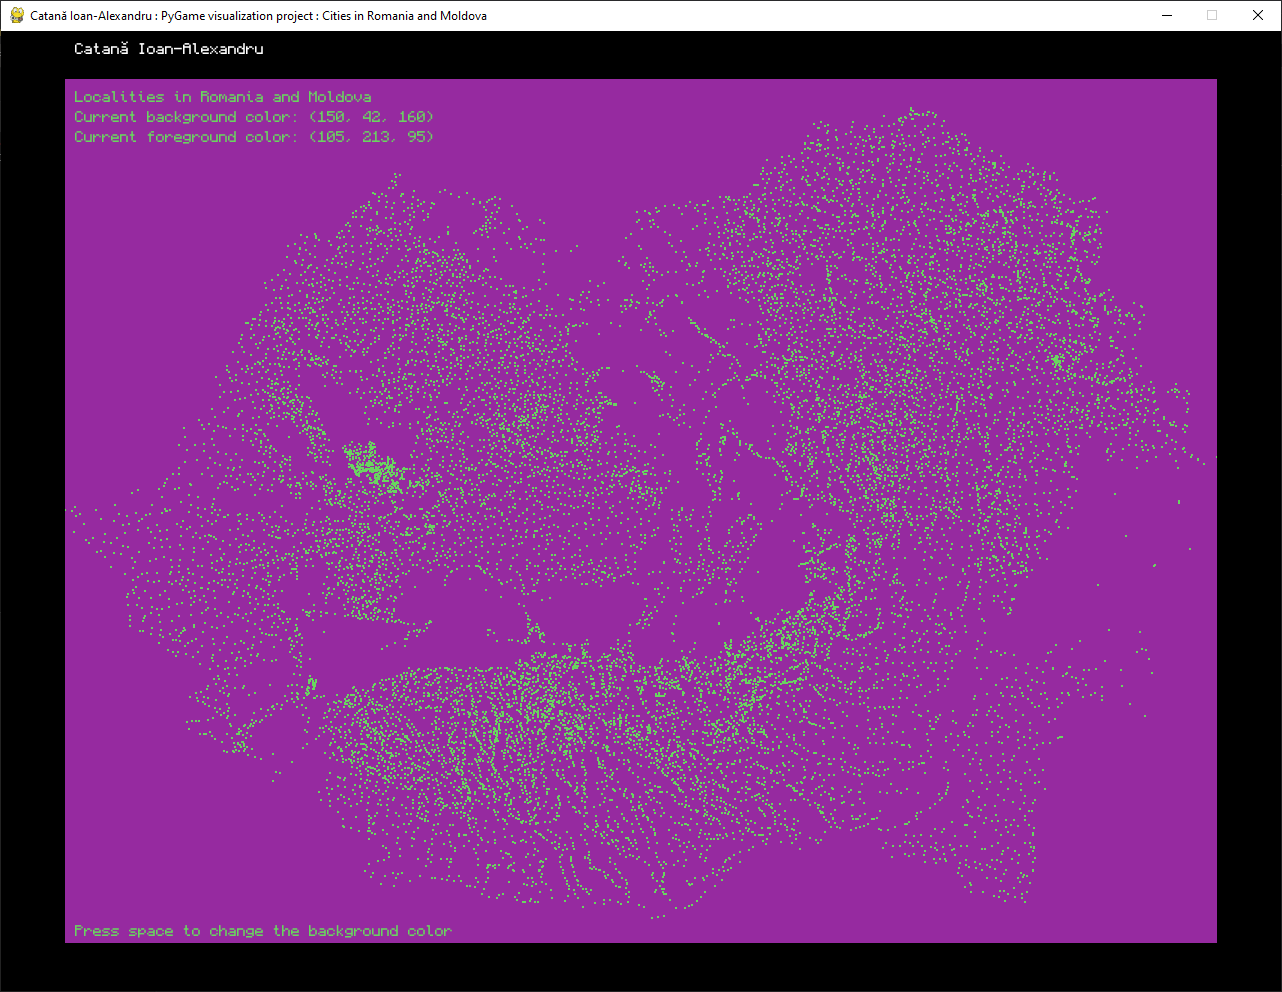 Catană Ioan-Alexandru : PyGame visualization project : Cities in Romania and Moldova
Catană Ioan-Alexandru
Localities in Romania and Moldova
Current background color: (150, 42, 160)
Current foreground color: (105, 213, 95)
Press space to change the background color